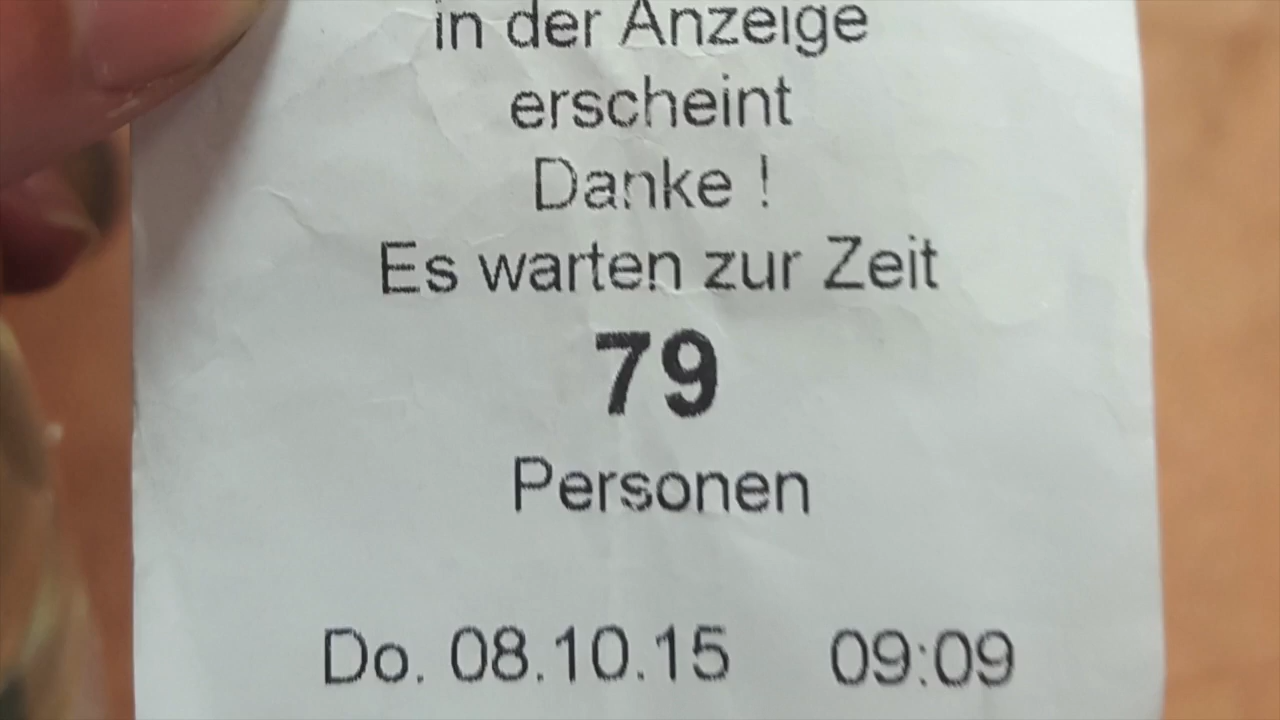 in der Anzeige
erscheint
Danke !
Es warten zur Zeit
79
Personen
Do. 08.10.15 09:09